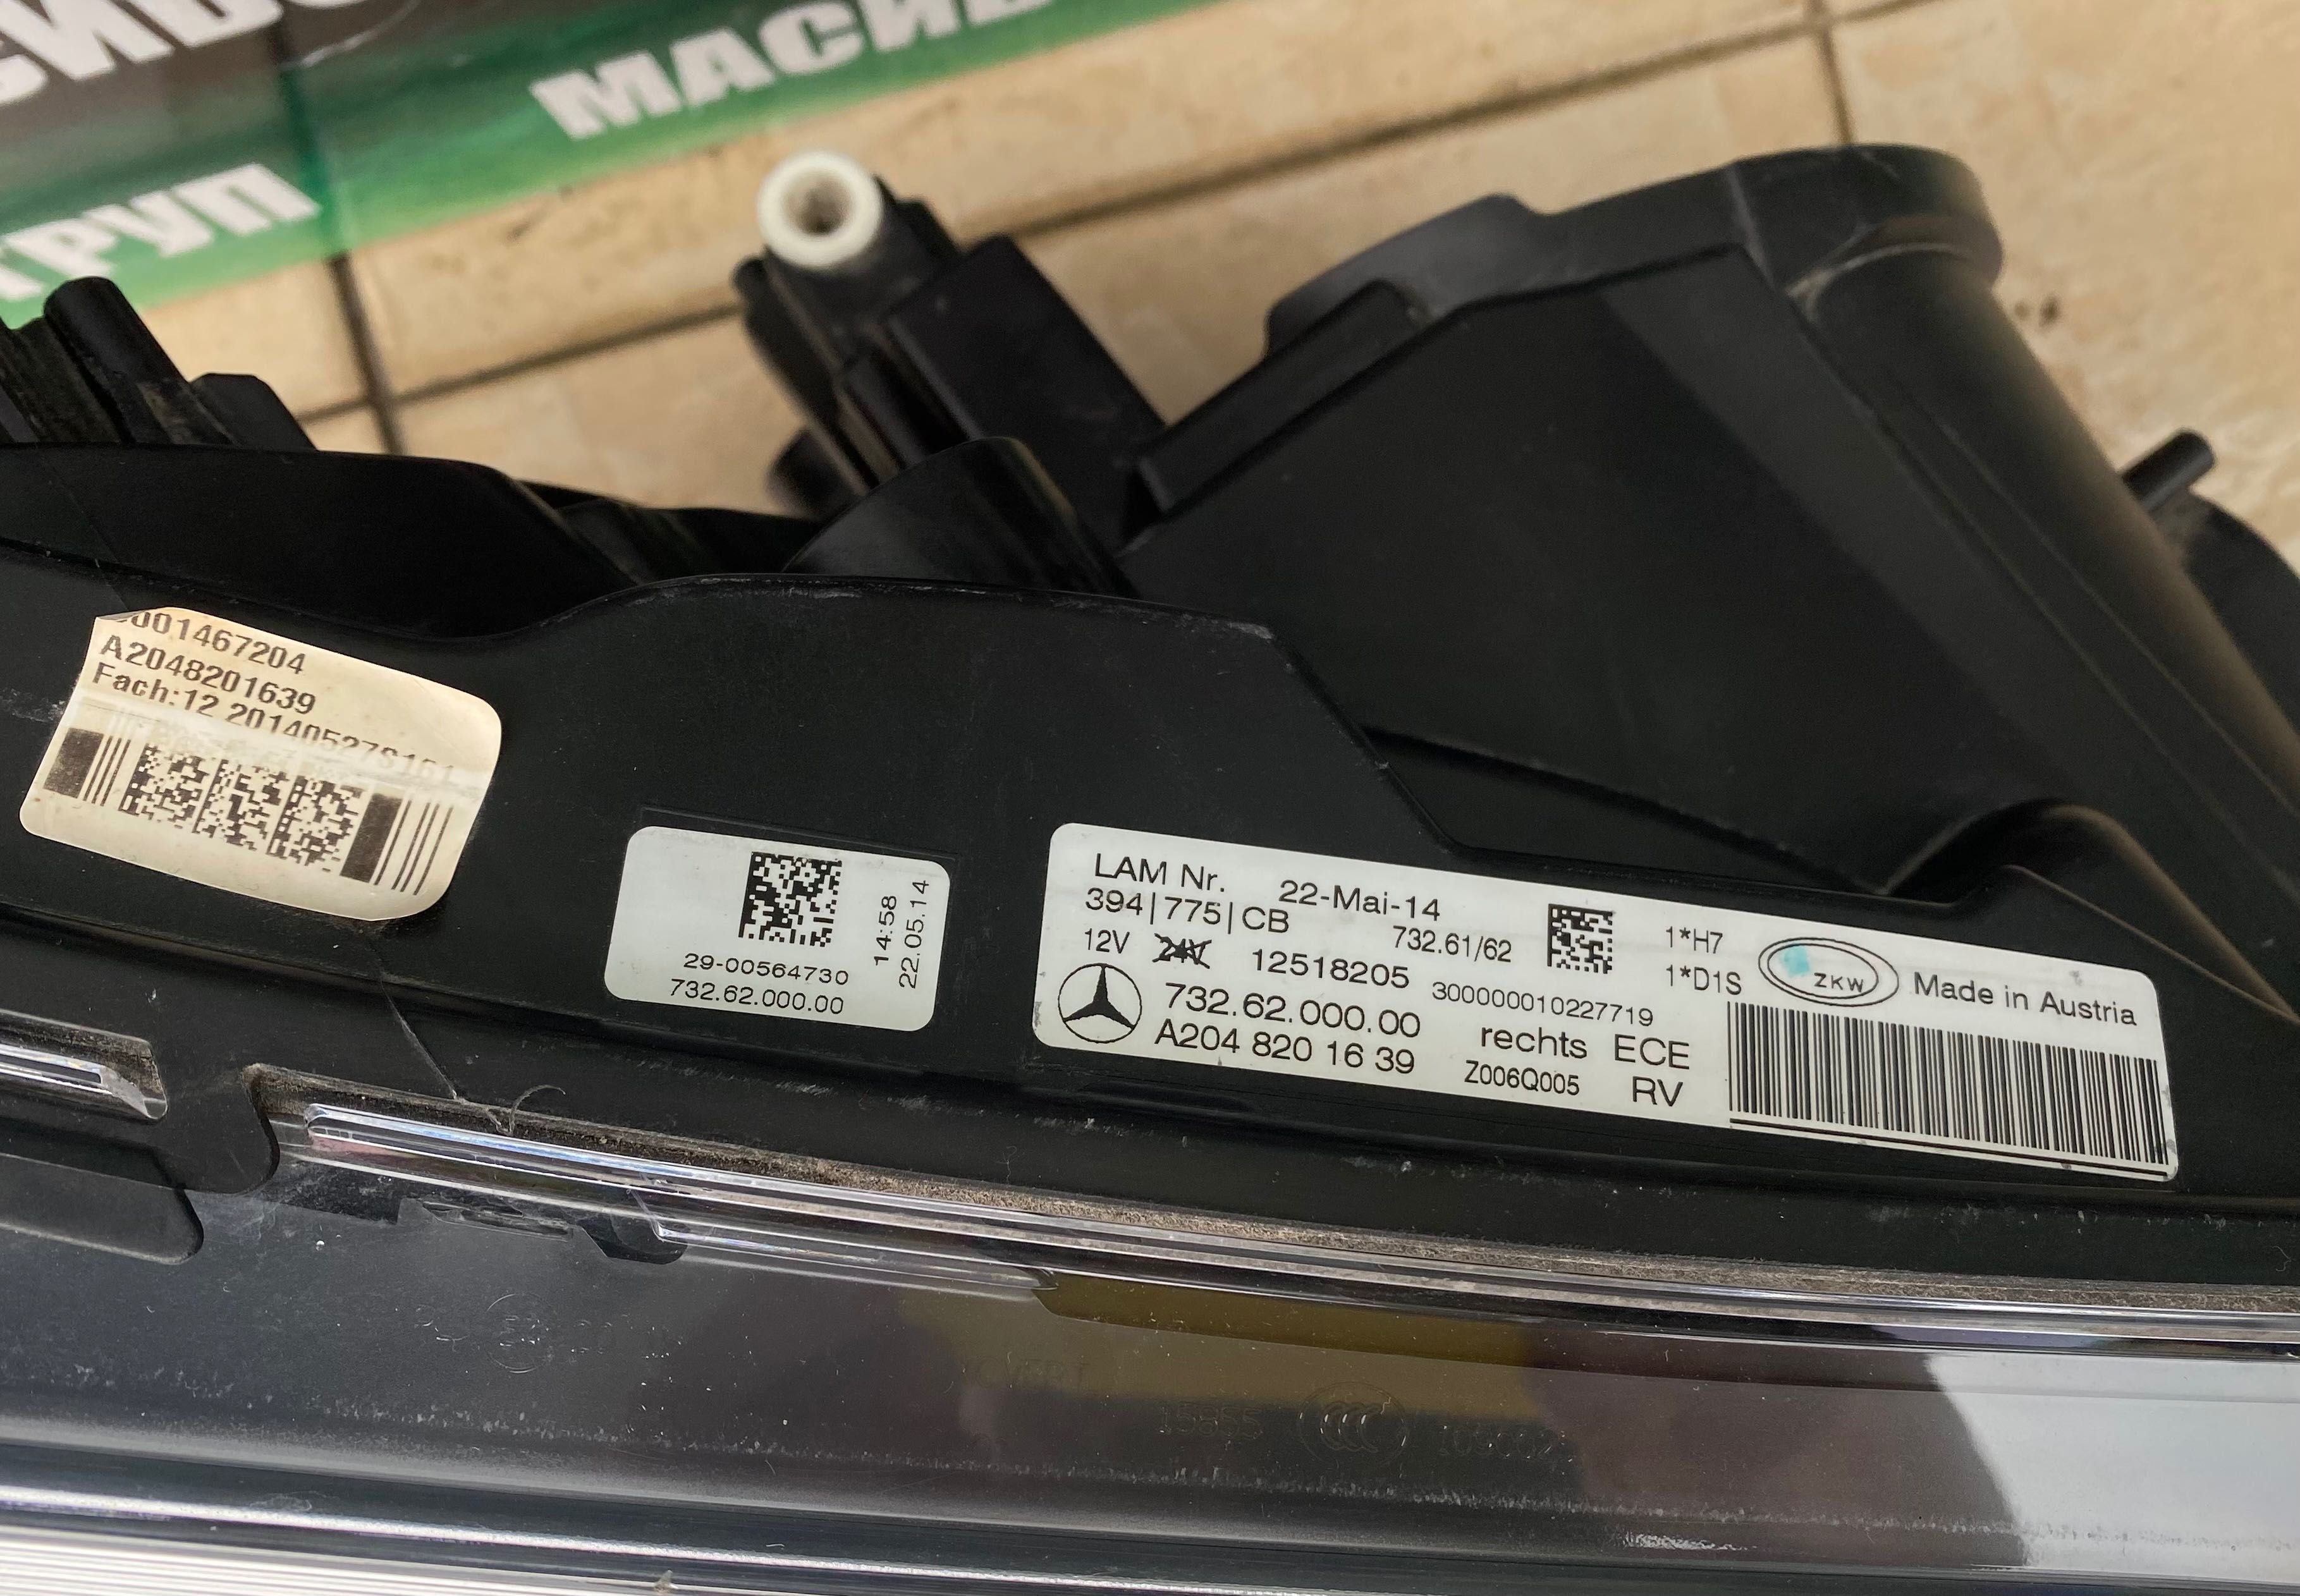 МАСИВ
ГРУП
001467204
A2048201639
Fach:12 20140527
29-00564730
732.62.000.00
14:58
22.05.14
LAM Nr.
394|775|CB
22-Mai-14
732.61/62
12V 24V 12518205
300000010227719
732.62.000.00
A204 820 16 39
rechts ECE
Z006Q005 RV
1*H7
1*D1S
ZKW
Made in Austria